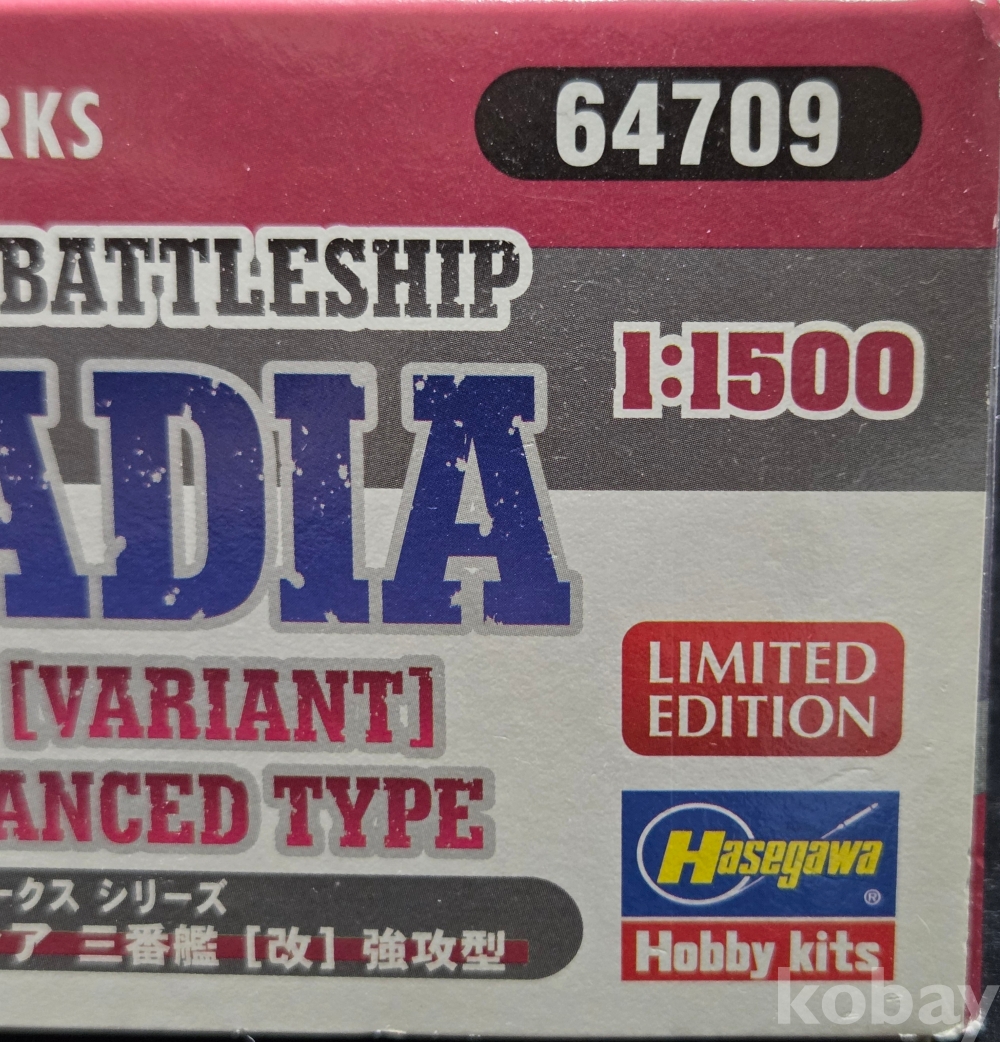 RKS
64709
BATTLESHIP
1:1500
ADIA
LIMITED
EDITION
[VARIANT]
ANCED TYPE
Hasegawa®
ークス シリーズ
ア 三番艦 [改] 強攻型
Hobby kits
kobay